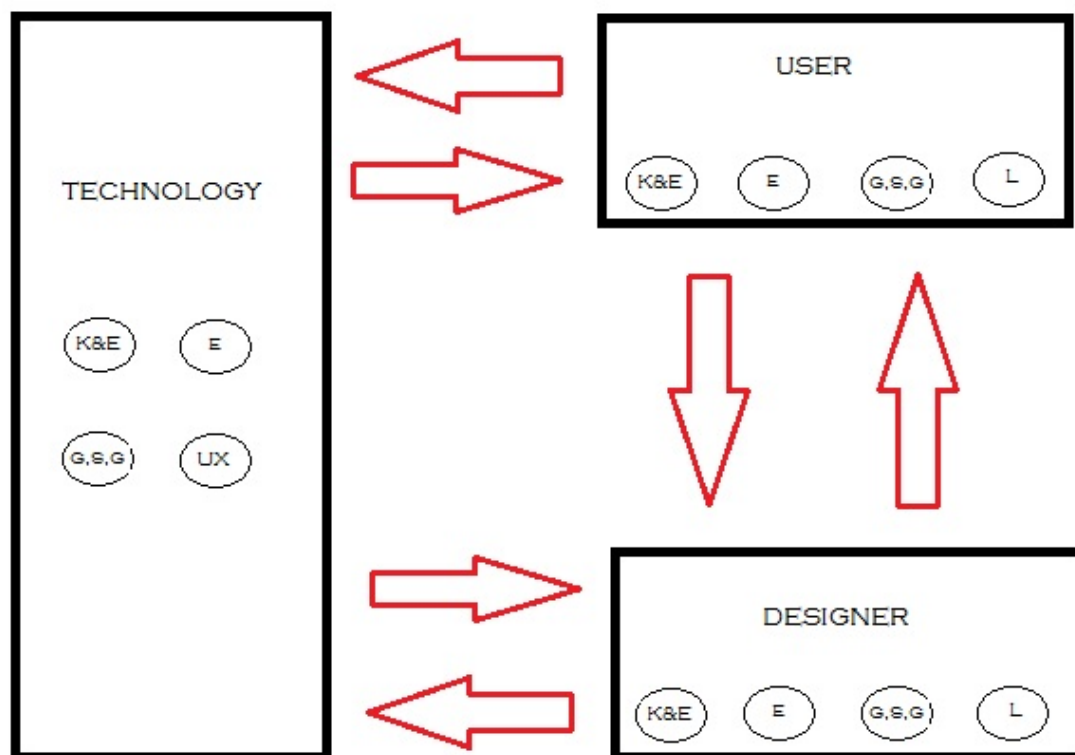 TECHNOLOGY
K&E E
G,S,G UX
USER
K&E E G,S,G L
DESIGNER
K&E E G,S,G L